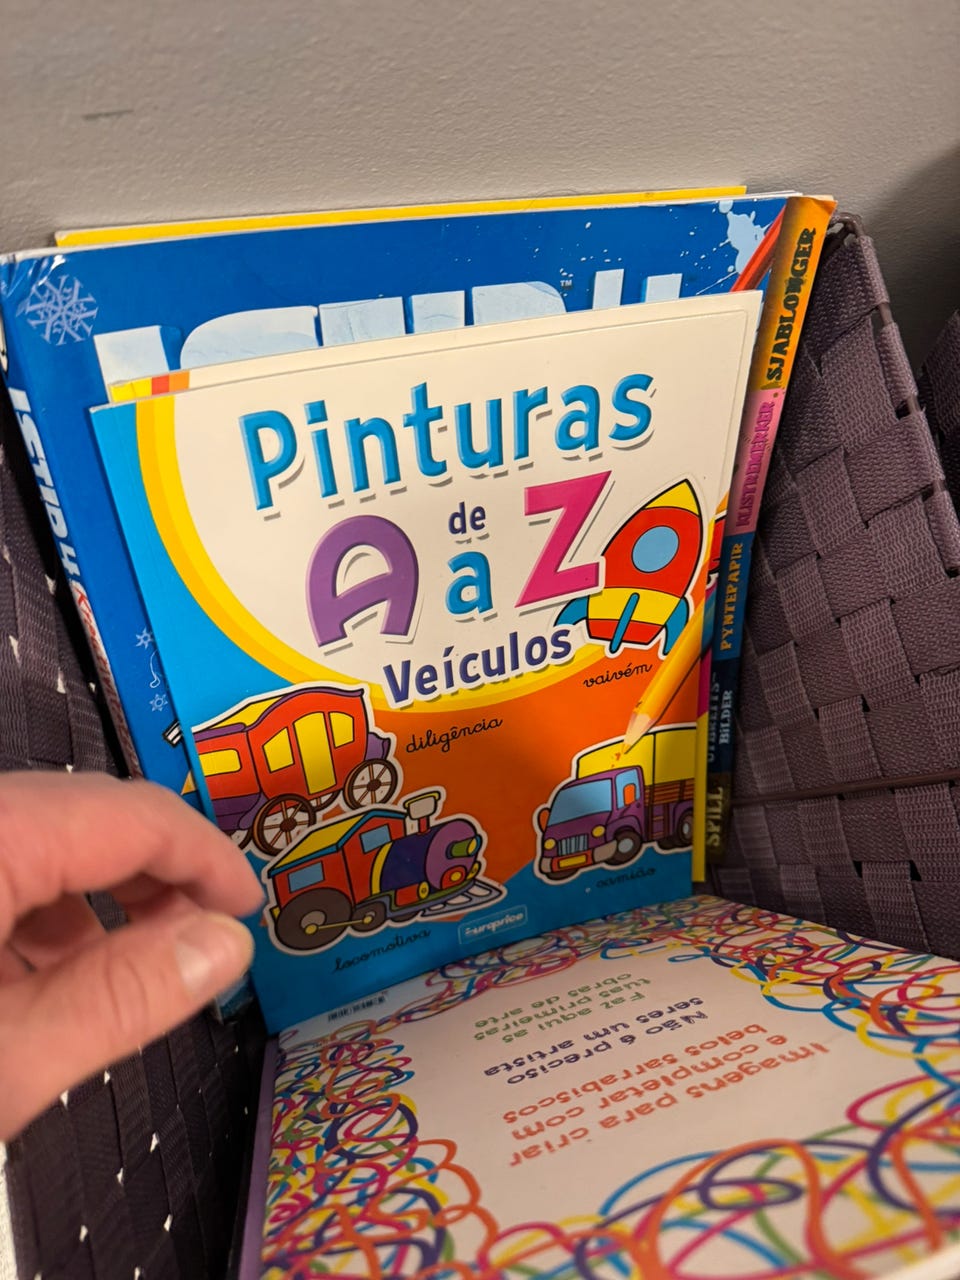 Pinturas
de
A a Z
Veículos
vaivém
diligência
camião
locomotiva
Europrice
SJABLONGER
KLISTREMERKER
PYNTEPAPIR
BILDER
SPILL
Imagens para criar
e completar com
belos sarrabiscos
Não é preciso
seres um artista
Faz aqui as
tuas primeiras
obras de arte